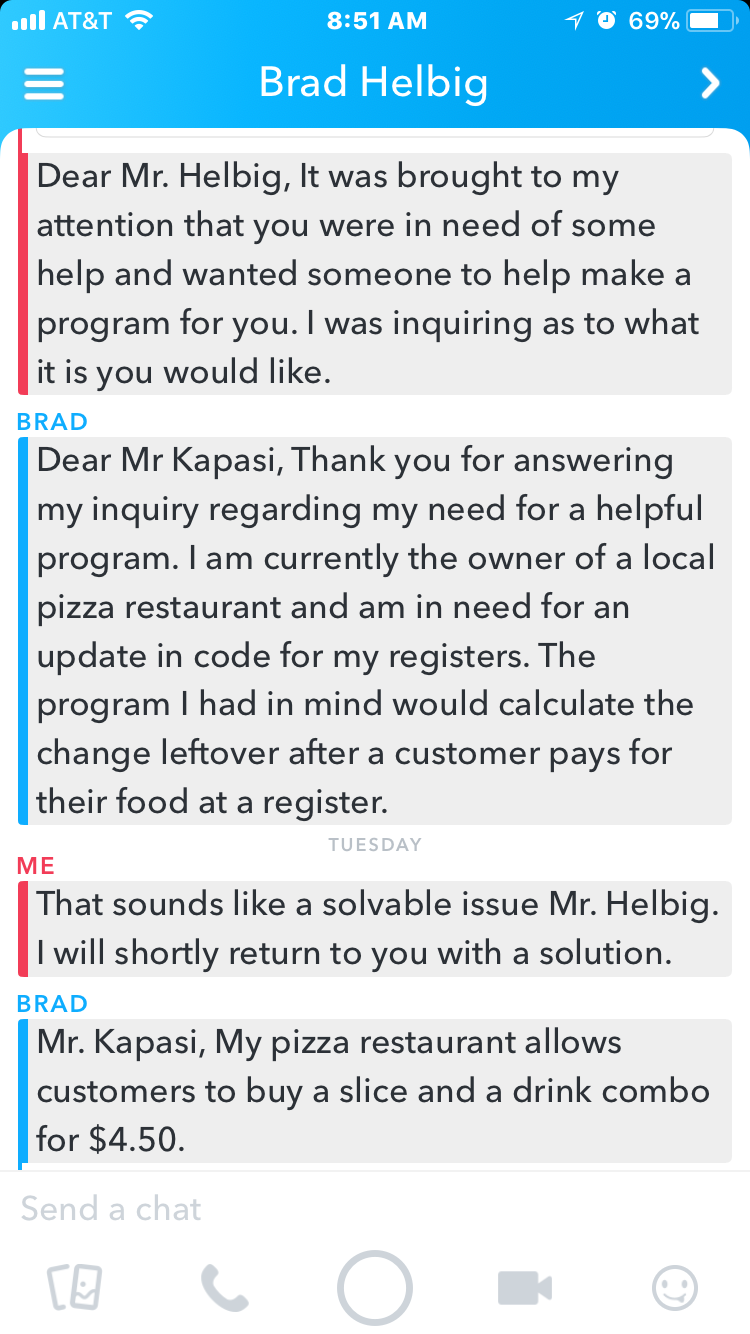 AT&T 8:51 AM 69%
Brad Helbig
Dear Mr. Helbig, It was brought to my
attention that you were in need of some
help and wanted someone to help make a
program for you. I was inquiring as to what
it is you would like.
BRAD
Dear Mr Kapasi, Thank you for answering
my inquiry regarding my need for a helpful
program. I am currently the owner of a local
pizza restaurant and am in need for an
update in code for my registers. The
program I had in mind would calculate the
change leftover after a customer pays for
their food at a register.
TUESDAY
ME
That sounds like a solvable issue Mr. Helbig.
I will shortly return to you with a solution.
BRAD
Mr. Kapasi, My pizza restaurant allows
customers to buy a slice and a drink combo
for $4.50.
Send a chat